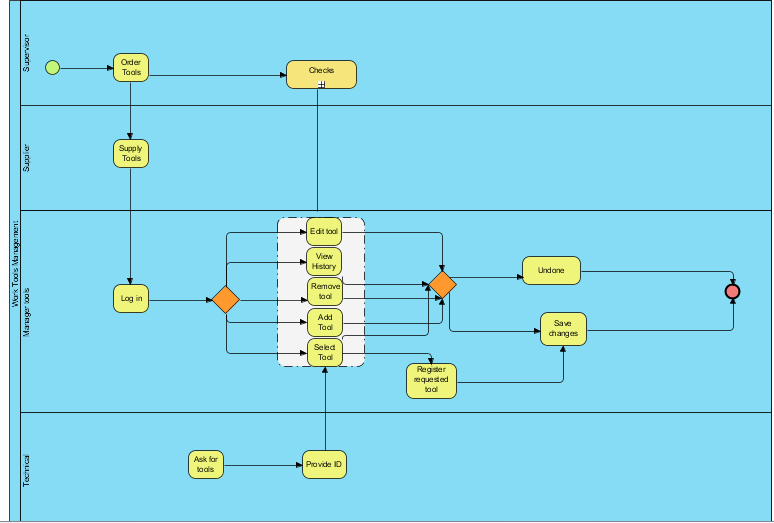 Work Tools Management
Supervisor
Order
Tools
Checks
Supplier
Supply
Tools
Manager tools
Log in
Edit tool
View
History
Remove
tool
Add
Tool
Select
Tool
Undone
Save
changes
Register
requested
tool
Technical
Ask for
tools
Provide ID